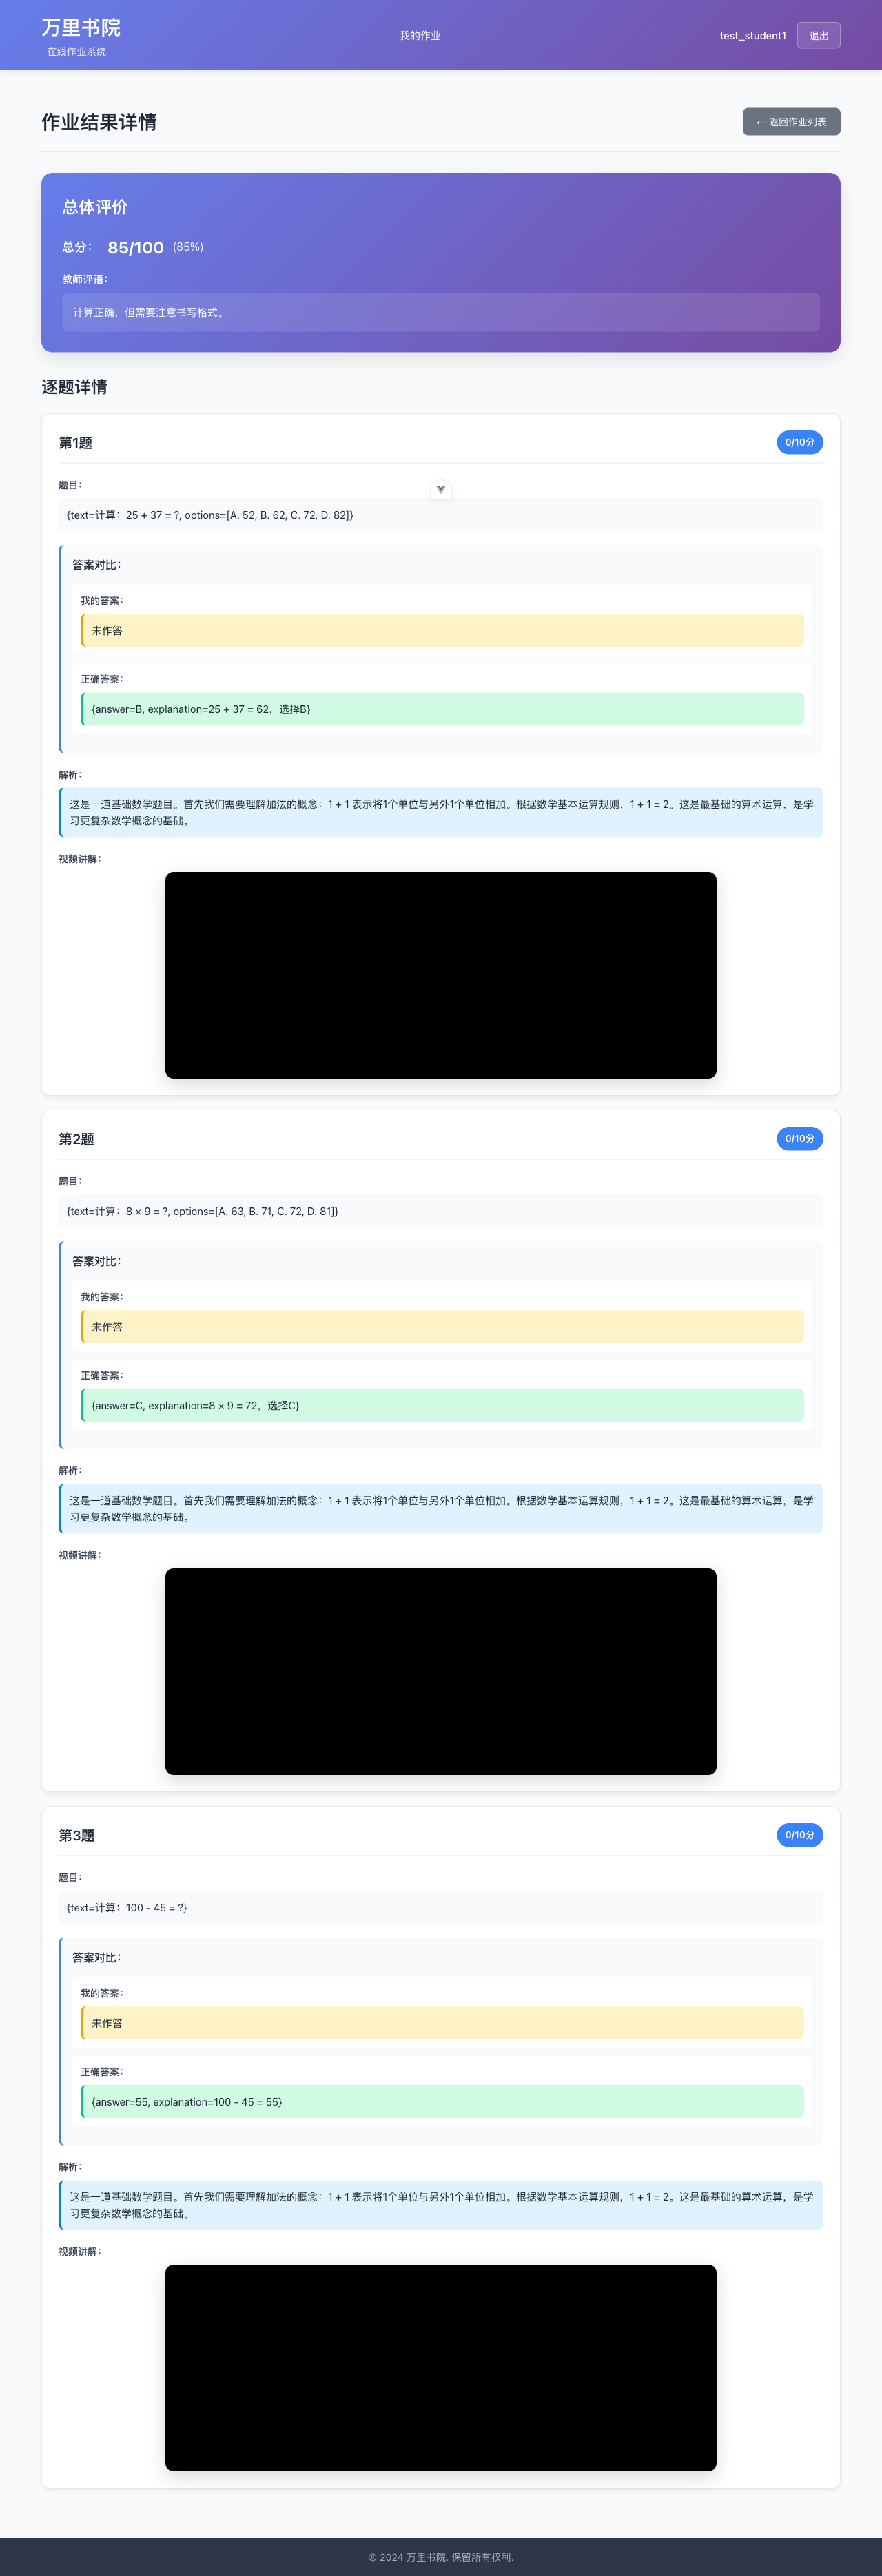 万里书院
在线作业系统
我的作业
test_student1
退出
作业结果详情
← 返回作业列表
总体评价
总分： 85/100 (85%)
教师评语：
计算正确，但需要注意书写格式。
逐题详情
第1题
0/10分
题目：
{text=计算：25 + 37 = ?, options=[A. 52, B. 62, C. 72, D. 82]}
答案对比：
我的答案：
未作答
正确答案：
{answer=B, explanation=25 + 37 = 62，选择B}
解析：
这是一道基础数学题目。首先我们需要理解加法的概念：1 + 1 表示将1个单位与另外1个单位相加。根据数学基本运算规则，1 + 1 = 2。这是最基础的算术运算，是学
习更复杂数学概念的基础。
视频讲解：
第2题
0/10分
题目：
{text=计算：8 × 9 = ?, options=[A. 63, B. 71, C. 72, D. 81]}
答案对比：
我的答案：
未作答
正确答案：
{answer=C, explanation=8 × 9 = 72，选择C}
解析：
这是一道基础数学题目。首先我们需要理解加法的概念：1 + 1 表示将1个单位与另外1个单位相加。根据数学基本运算规则，1 + 1 = 2。这是最基础的算术运算，是学
习更复杂数学概念的基础。
视频讲解：
第3题
0/10分
题目：
{text=计算：100 - 45 = ?}
答案对比：
我的答案：
未作答
正确答案：
{answer=55, explanation=100 - 45 = 55}
解析：
这是一道基础数学题目。首先我们需要理解加法的概念：1 + 1 表示将1个单位与另外1个单位相加。根据数学基本运算规则，1 + 1 = 2。这是最基础的算术运算，是学
习更复杂数学概念的基础。
视频讲解：
© 2024 万里书院. 保留所有权利.